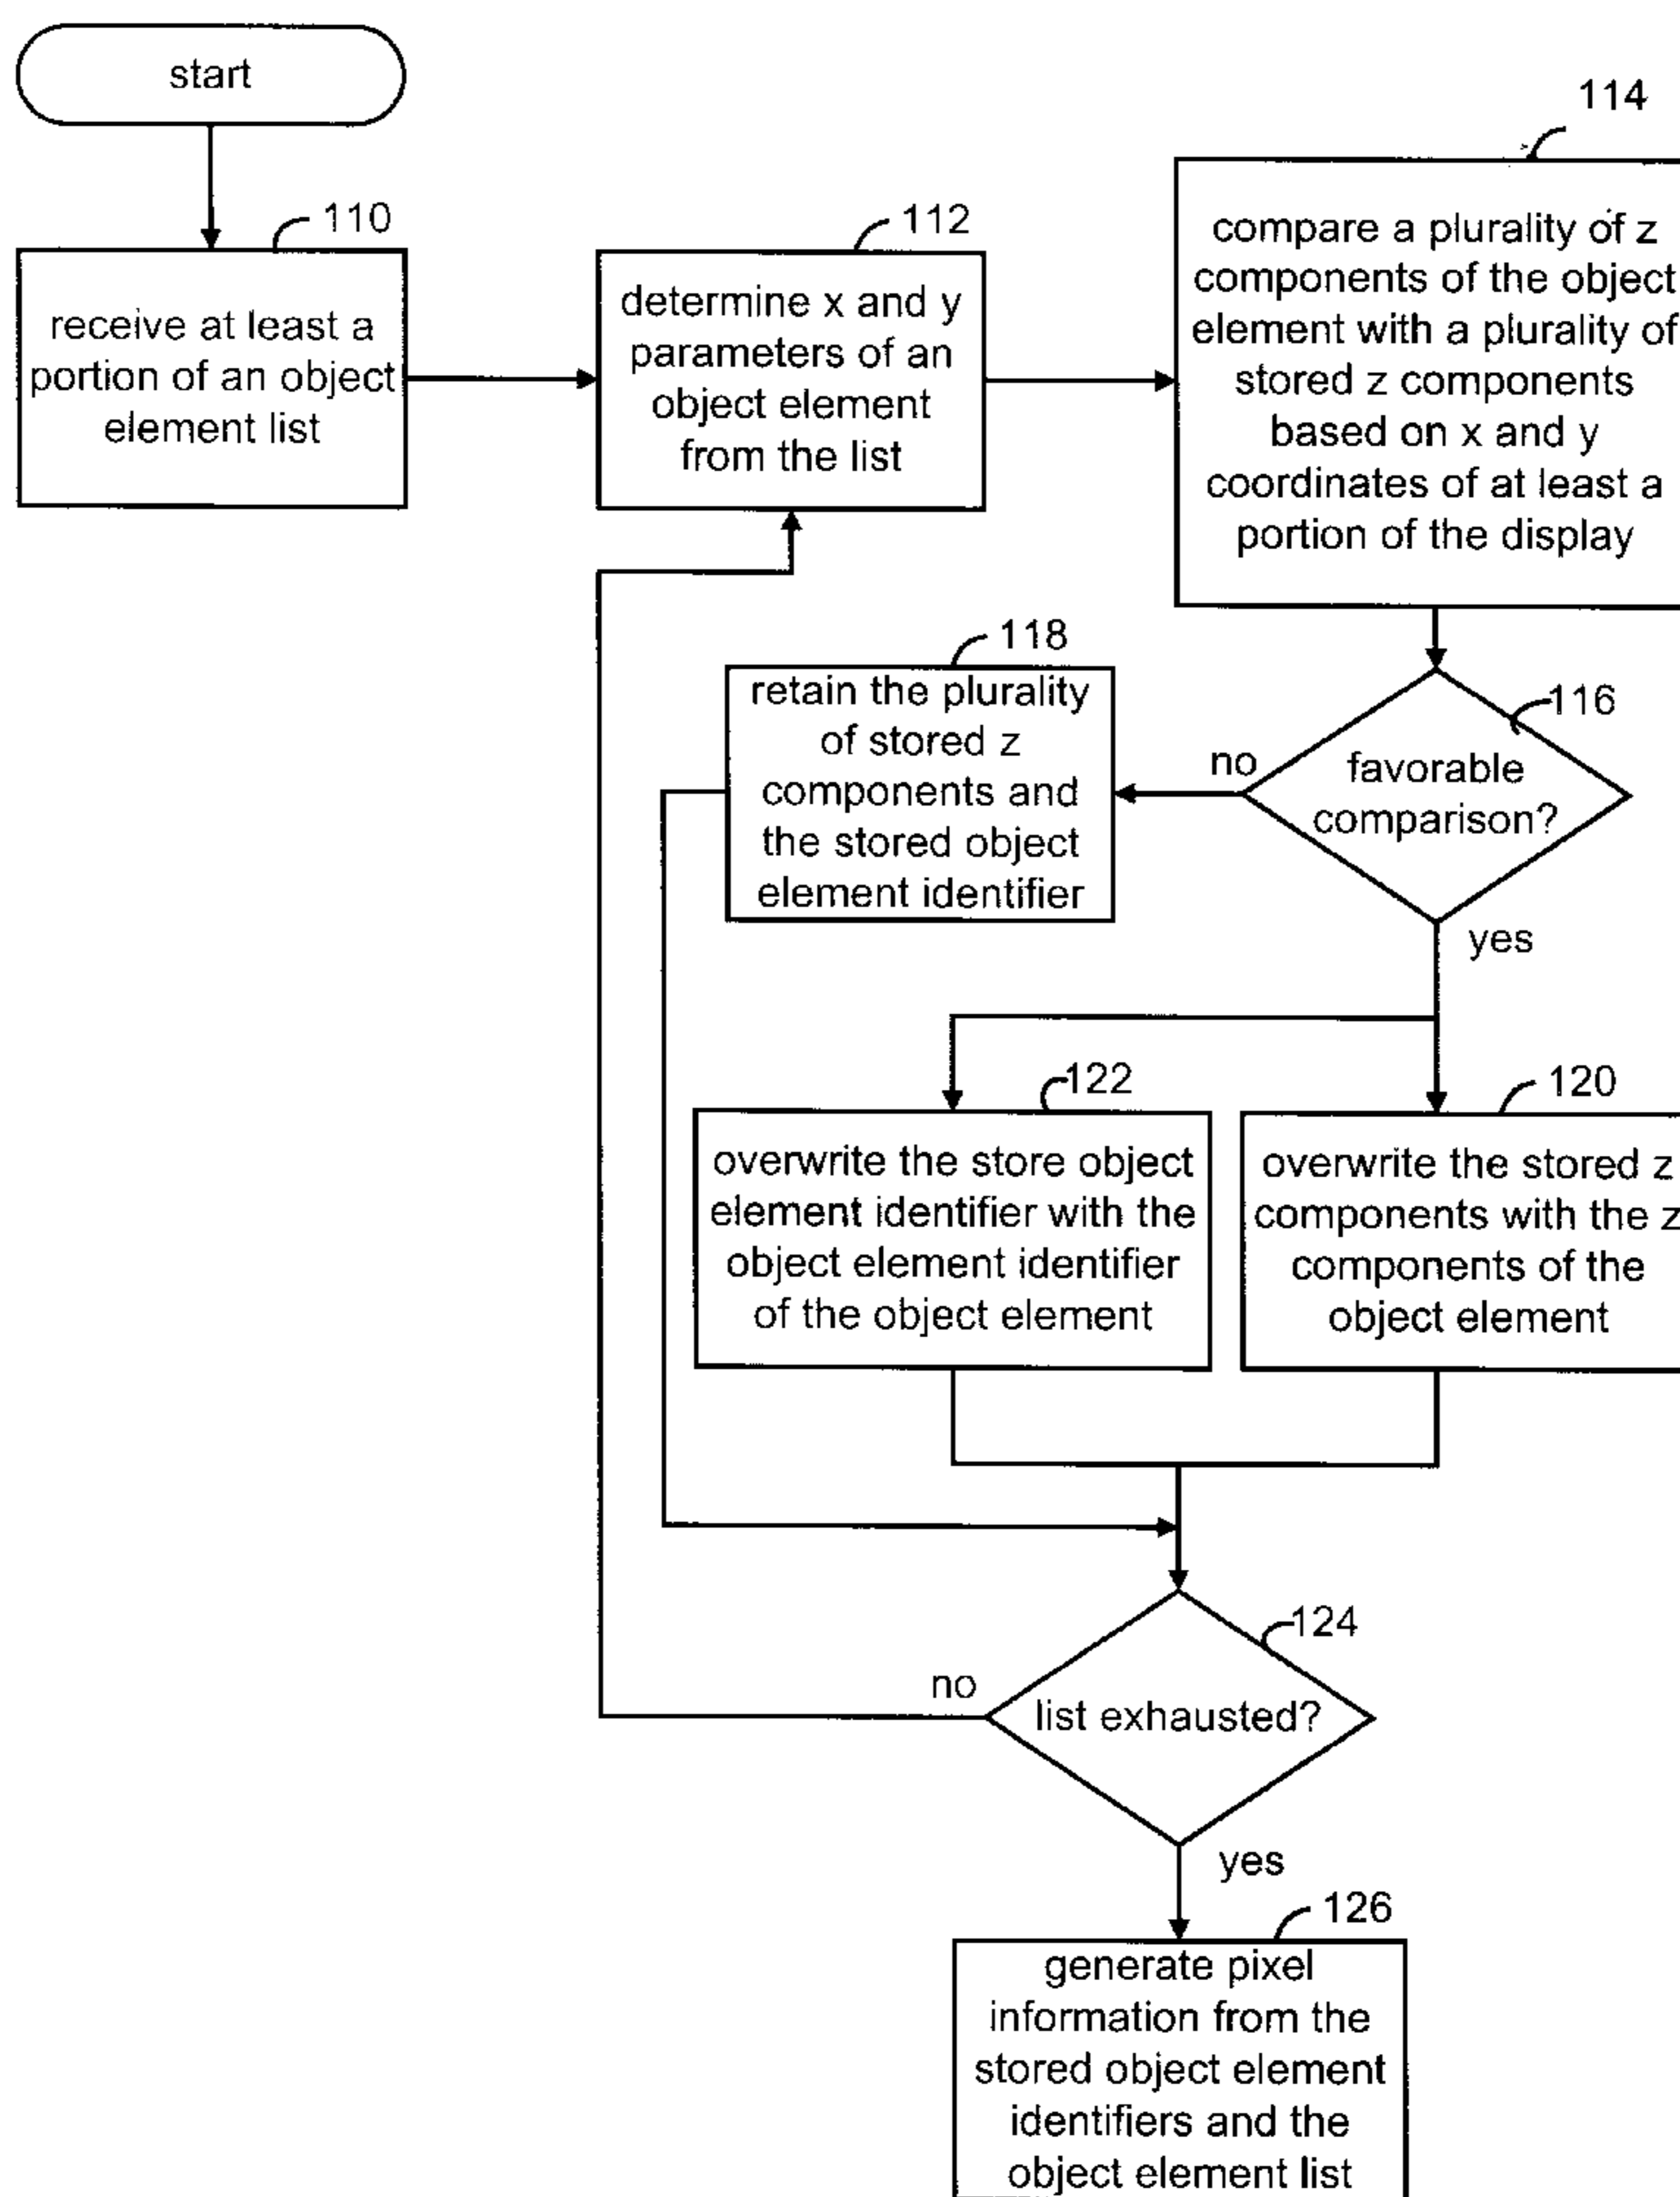 start
110
receive at least a
portion of an object
element list
112
determine x and y
parameters of an
object element
from the list
114
compare a plurality of z
components of the object
element with a plurality of
stored z components
based on x and y
coordinates of at least a
portion of the display
116
favorable
comparison?
no
yes
118
retain the plurality
of stored z
components and
the stored object
element identifier
122
overwrite the store object
element identifier with the
object element identifier
of the object element
120
overwrite the stored z
components with the z
components of the
object element
124
list exhausted?
no
yes
126
generate pixel
information from the
stored object element
identifiers and the
object element list